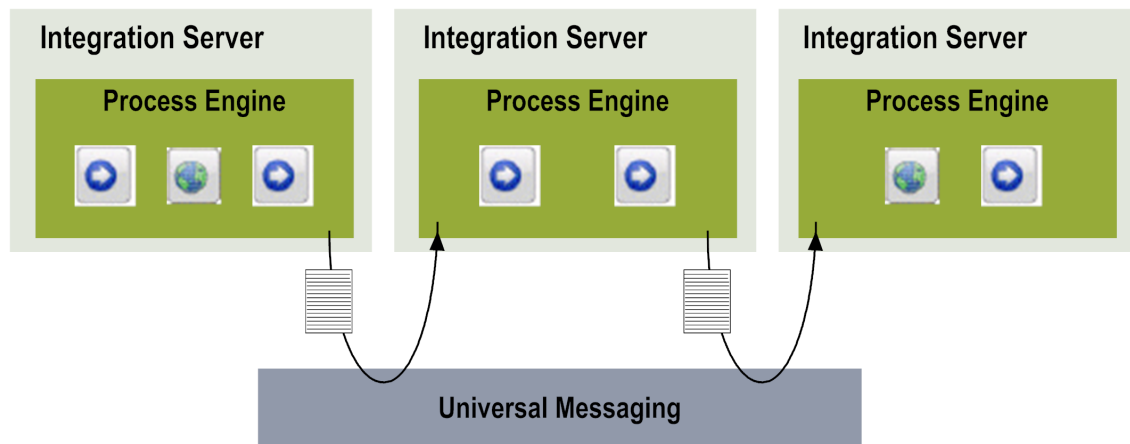 Integration Server
Process Engine
Integration Server
Process Engine
Integration Server
Process Engine
Universal Messaging